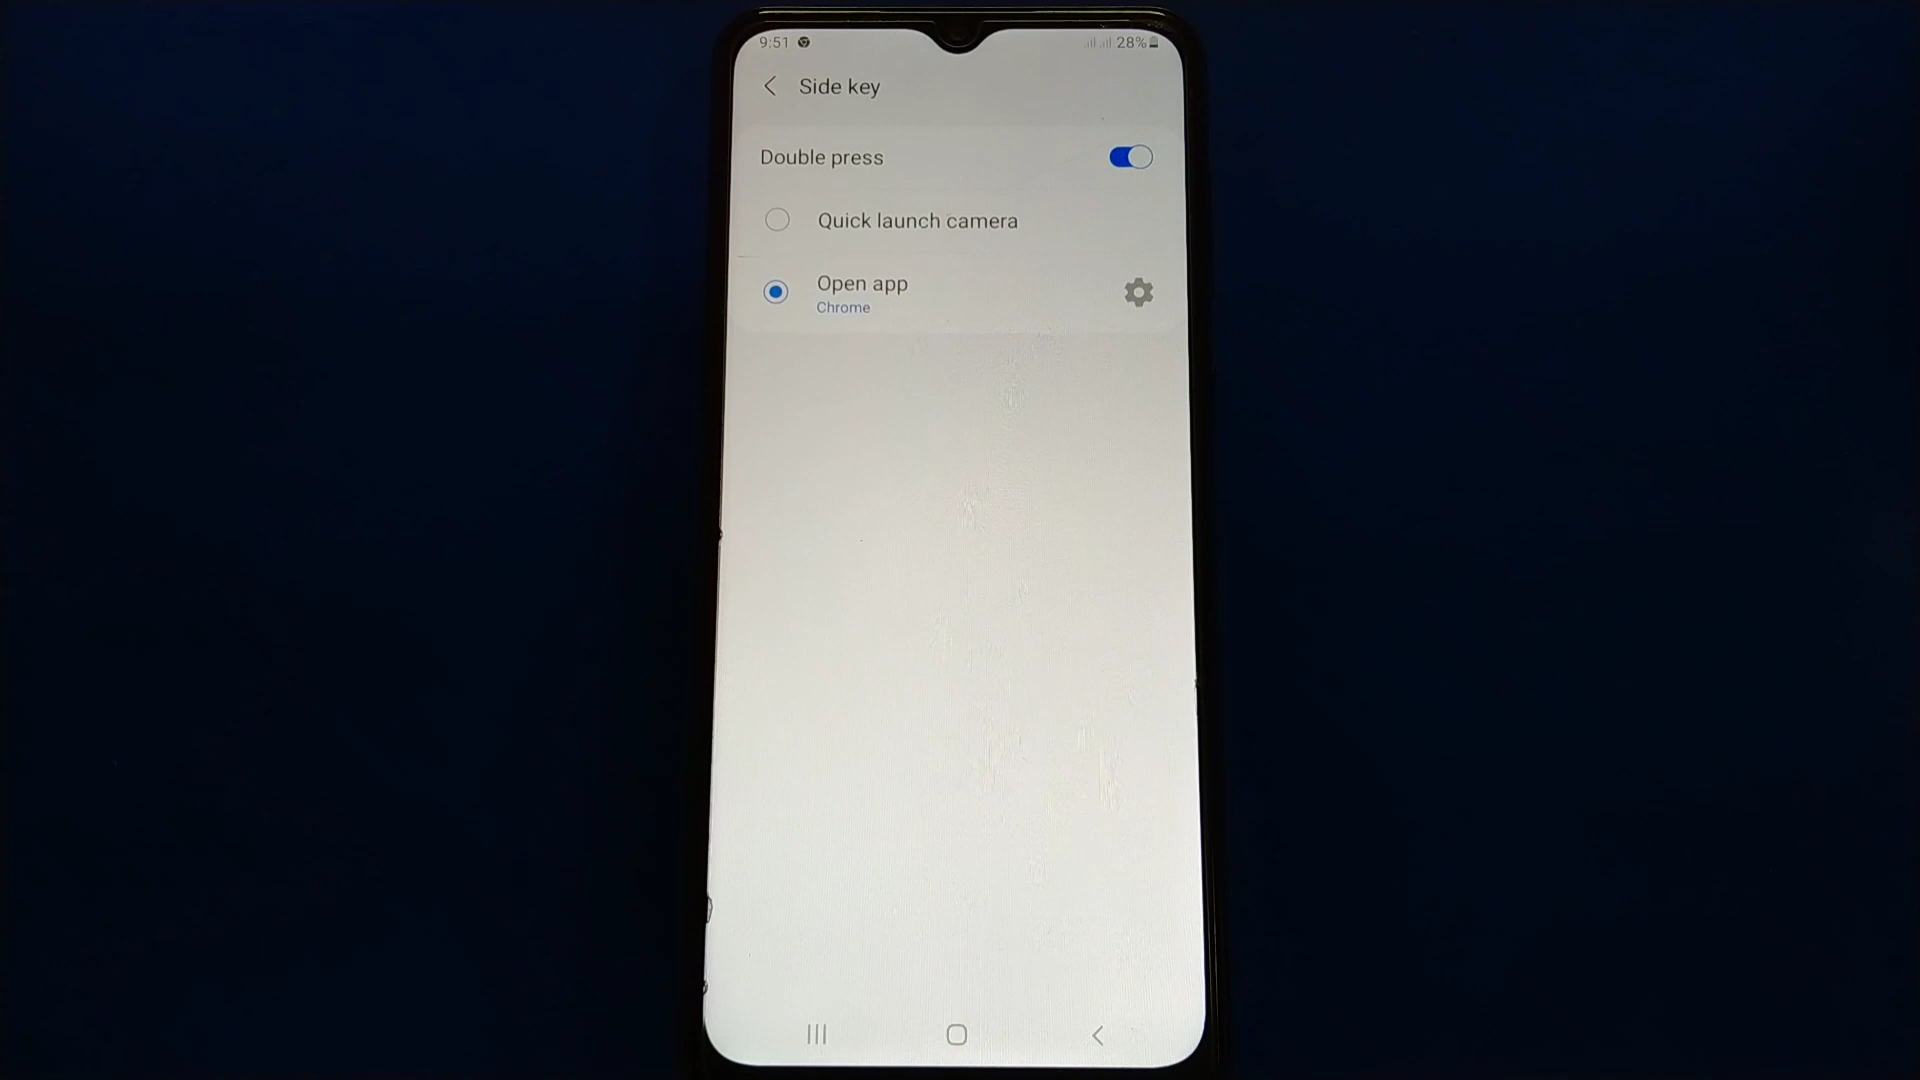 9:51 28%
Side key
Double press
Quick launch camera
Open app
Chrome